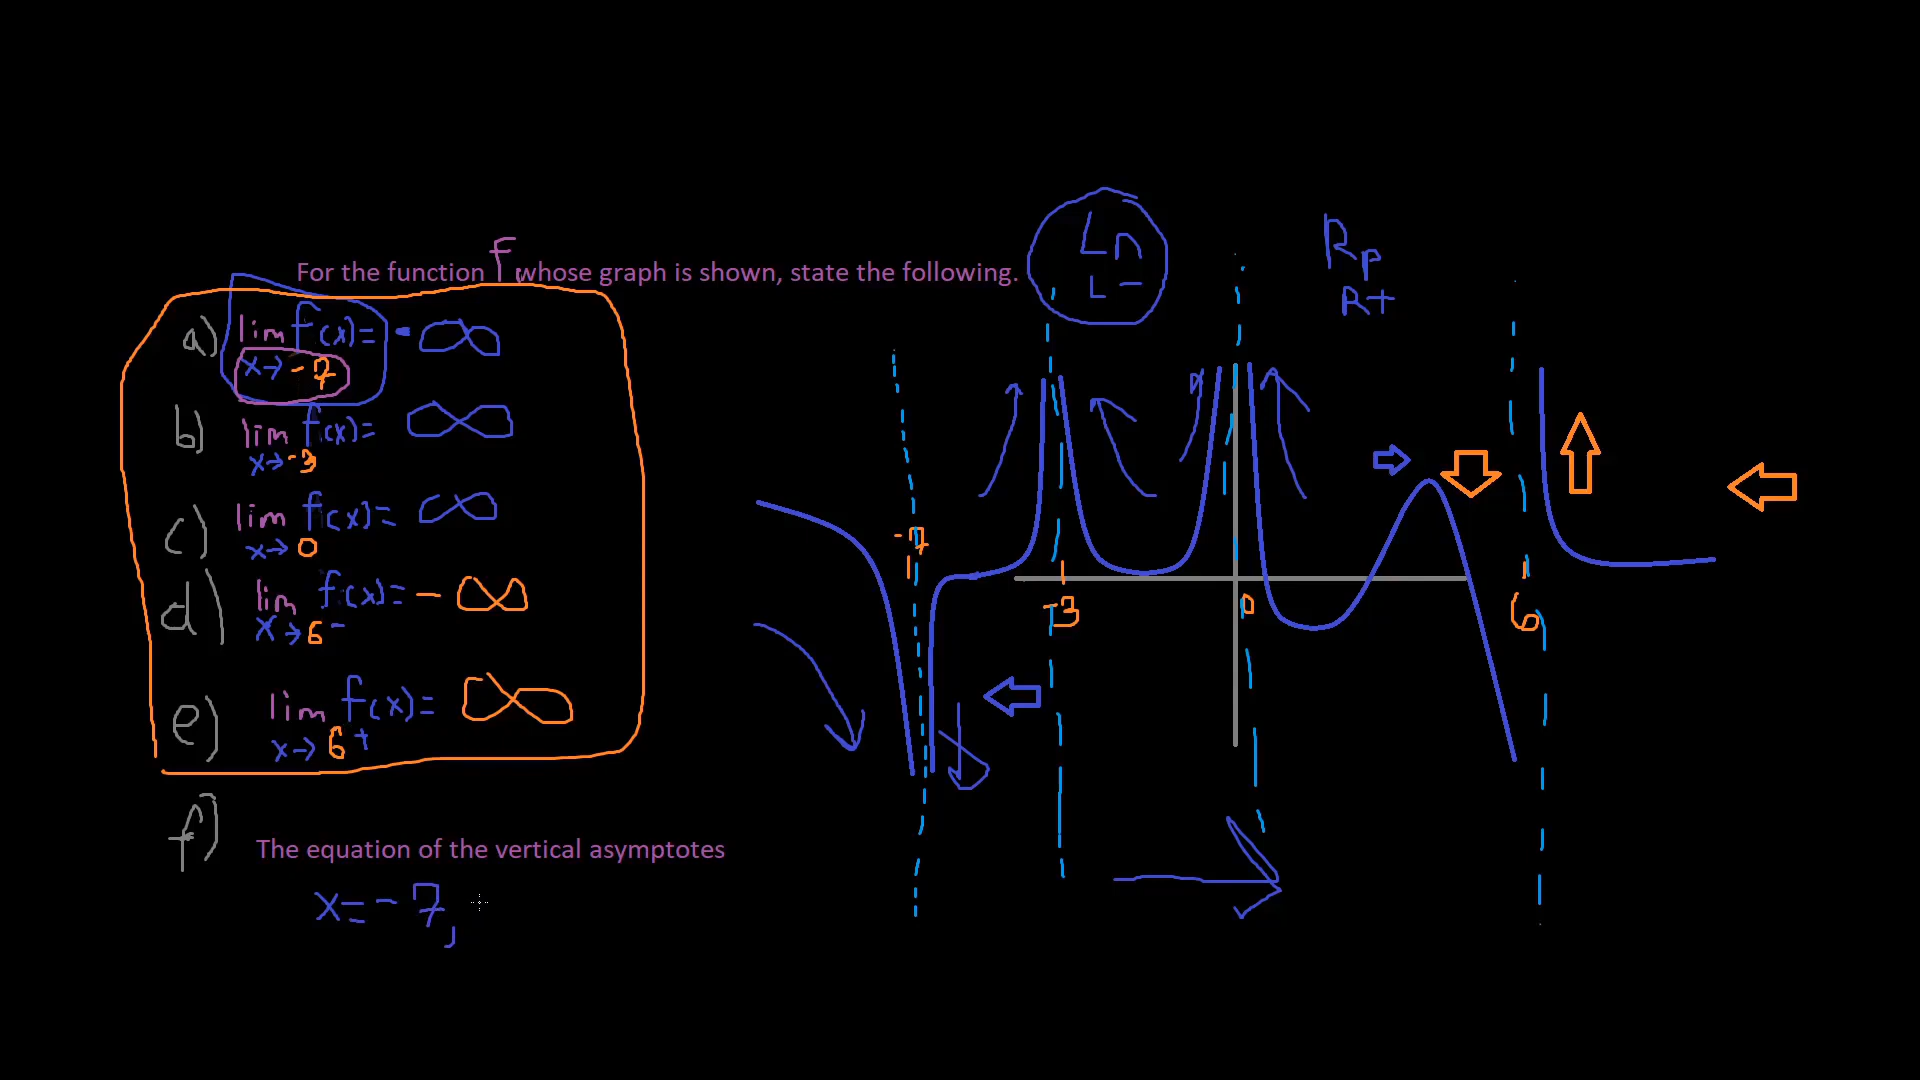 For the function f, whose graph is shown, state the following.
a) lim f(x) = -∞
x→ -7
b) lim f(x) = ∞
x→ -3
c) lim f(x) = ∞
x→ 0
d) lim f(x) = - ∞
x→ 6-
e) lim f(x) = ∞
x→ 6+
f)
The equation of the vertical asymptotes
x = - 7,
Ln
L-
Rp
R+
-7
-3
0
6